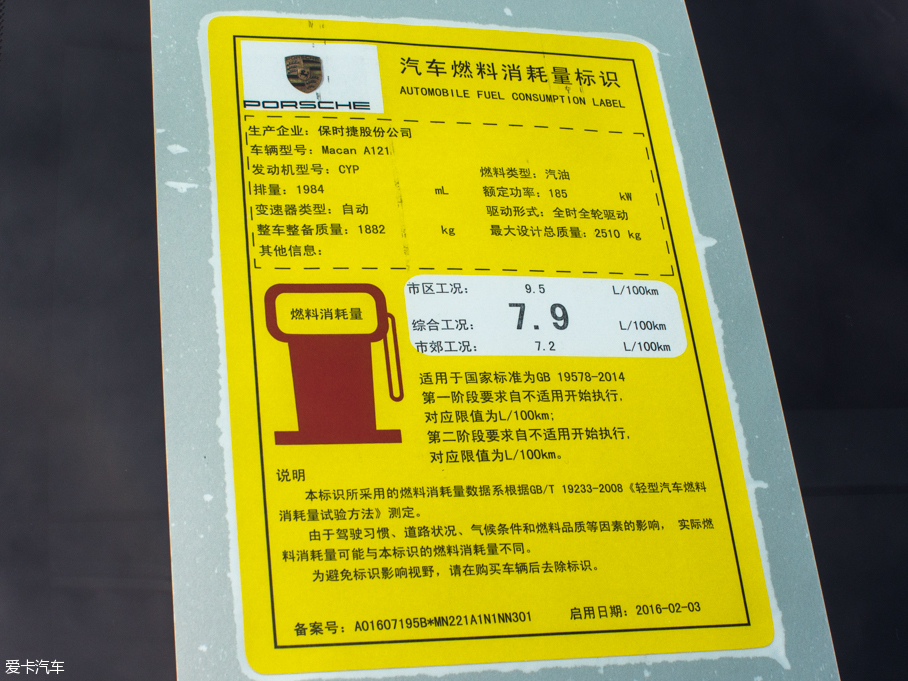 PORSCHE
汽车燃料消耗量标识
AUTOMOBILE FUEL CONSUMPTION LABEL
生产企业：保时捷股份公司
车辆型号：Macan A121
发动机型号：CYP
燃料类型：汽油
排量：1984 mL
额定功率：185 kW
变速器类型：自动
驱动形式：全时全轮驱动
整车整备质量：1882 kg
最大设计总质量：2510 kg
其他信息：
燃料消耗量
市区工况： 9.5 L/100km
综合工况： 7.9 L/100km
市郊工况： 7.2 L/100km
适用于国家标准为GB 19578-2014
第一阶段要求自不适用开始执行,
对应限值为L/100km;
第二阶段要求自不适用开始执行,
对应限值为L/100km。
说明
本标识所采用的燃料消耗量数据系根据GB/T 19233-2008《轻型汽车燃料
消耗量试验方法》测定。
由于驾驶习惯、道路状况、气候条件和燃料品质等因素的影响, 实际燃
料消耗量可能与本标识的燃料消耗量不同。
为避免标识影响视野, 请在购买车辆后去除标识。
备案号：A01607195B*MN221A1N1NN301 启用日期：2016-02-03
爱卡汽车